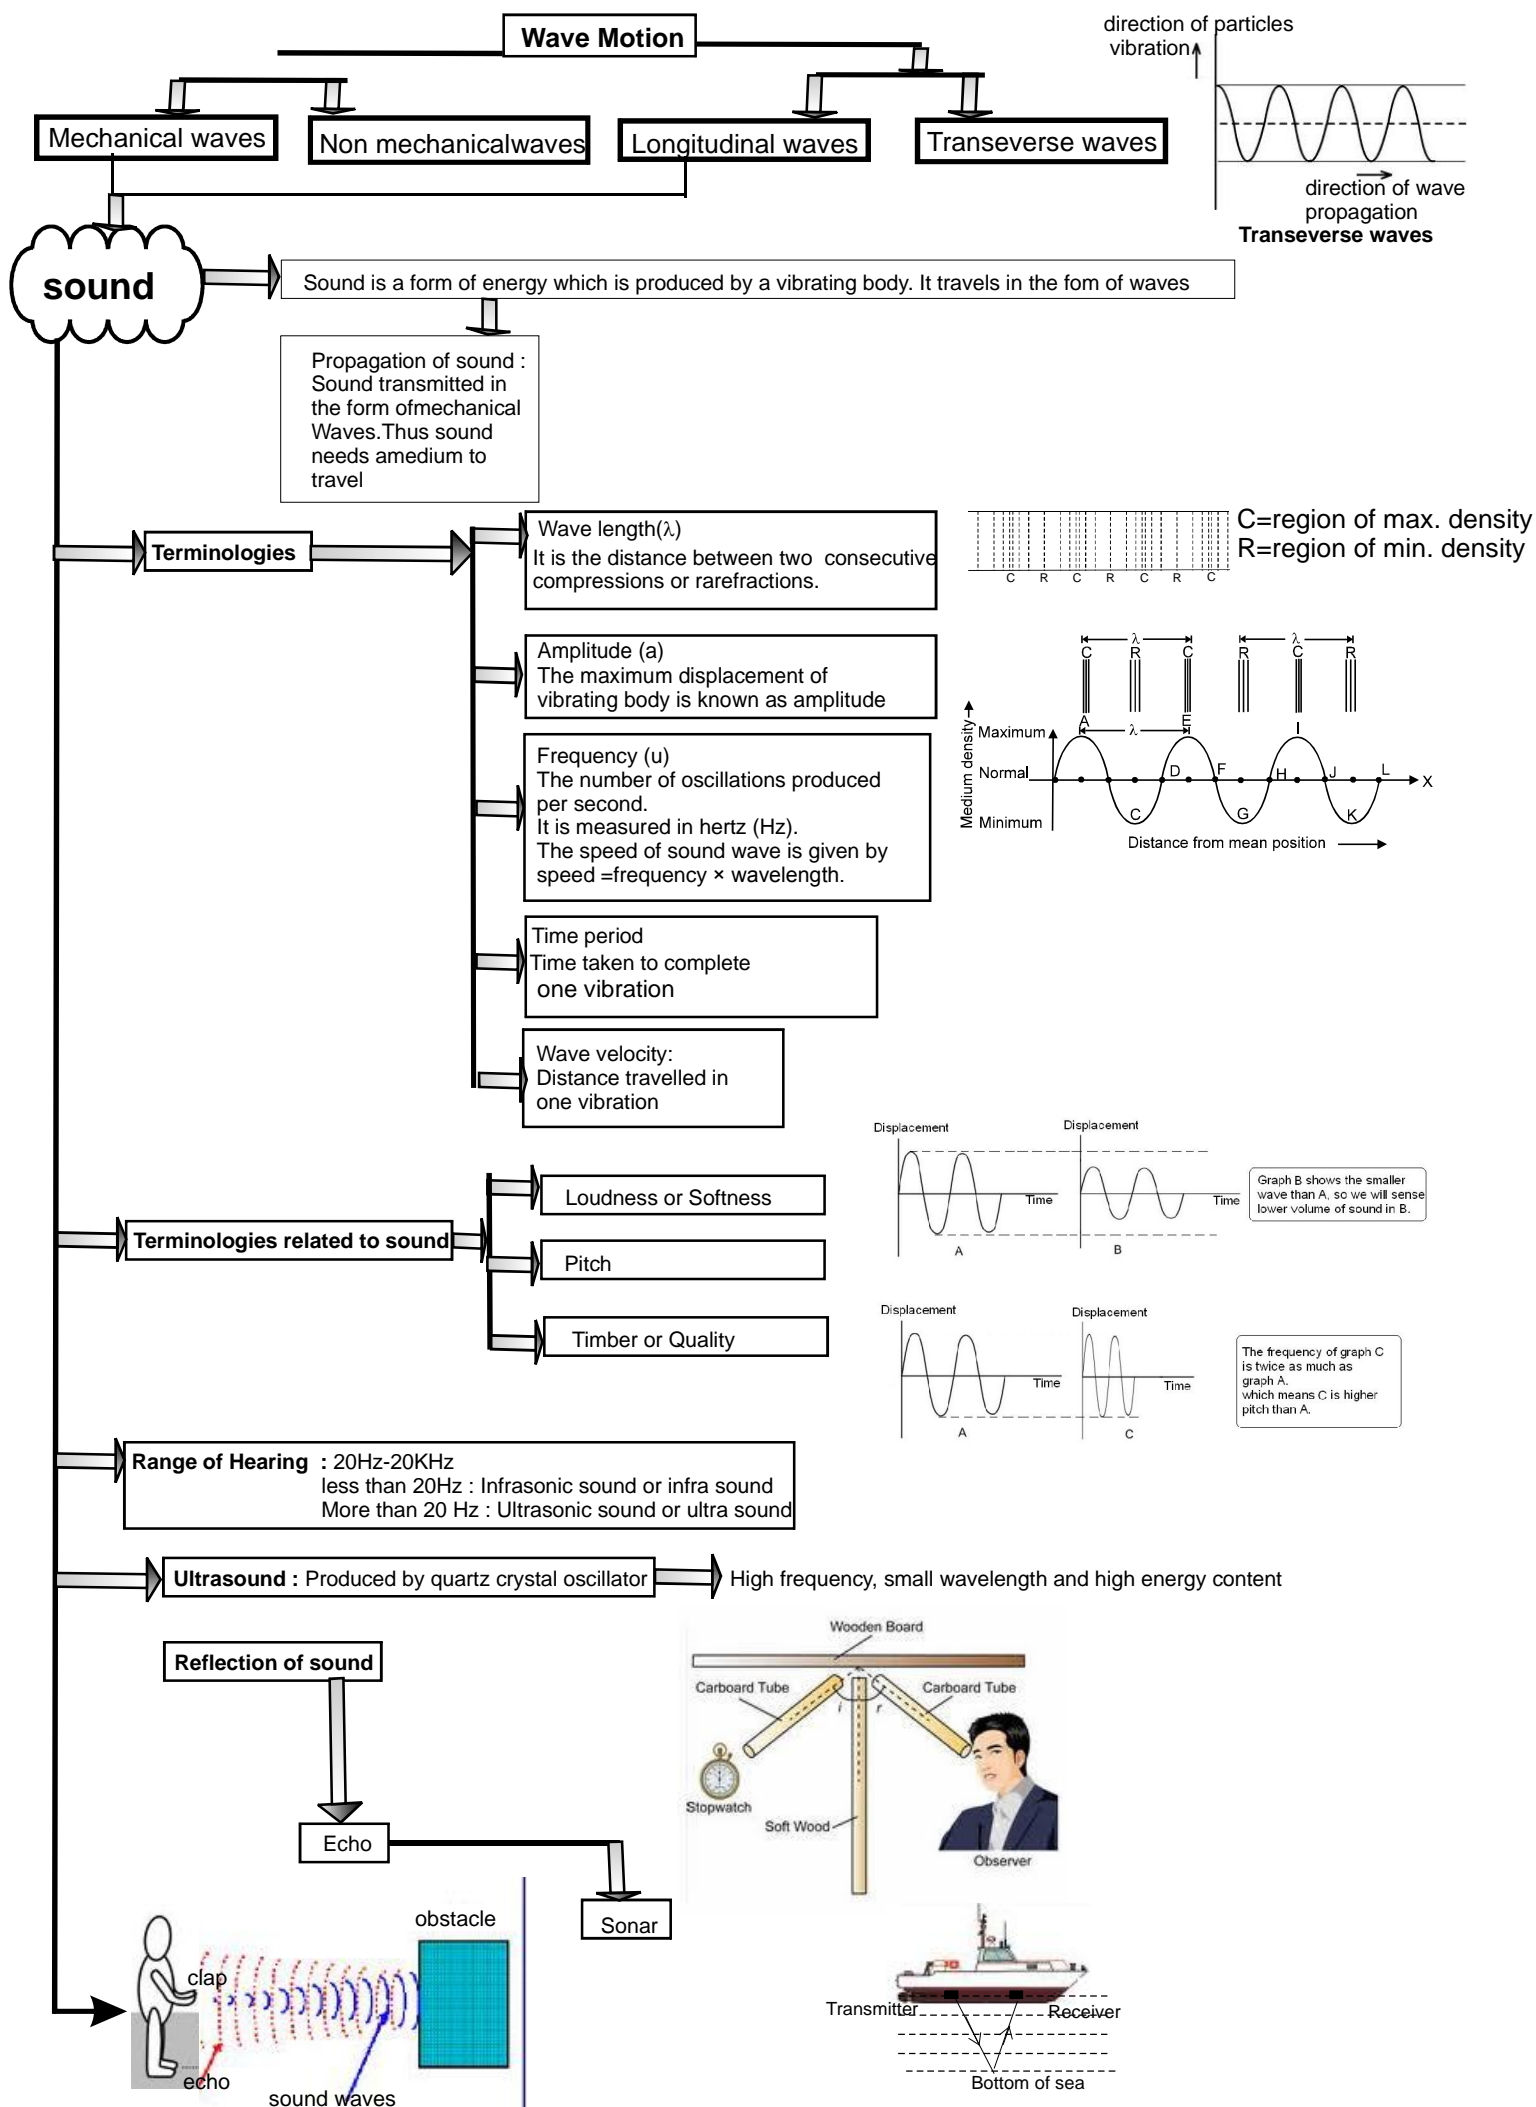 Wave Motion
Mechanical waves
Non mechanicalwaves
Longitudinal waves
Transeverse waves
direction of particles
vibration
direction of wave
propagation
Transeverse waves
sound
Sound is a form of energy which is produced by a vibrating body. It travels in the fom of waves
Propagation of sound :
Sound transmitted in
the form ofmechanical
Waves.Thus sound
needs amedium to
travel
Terminologies
Wave length(λ)
It is the distance between two consecutive
compressions or rarefractions.
C R C R C R C
C=region of max. density
R=region of min. density
Amplitude (a)
The maximum displacement of
vibrating body is known as amplitude
λ λ
C R C R C R
A E I
λ
Medium density
Maximum
Normal
Minimum
D F H J L X
C G K
Distance from mean position
Frequency (u)
The number of oscillations produced
per second.
It is measured in hertz (Hz).
The speed of sound wave is given by
speed =frequency × wavelength.
Time period
Time taken to complete
one vibration
Wave velocity:
Distance travelled in
one vibration
Terminologies related to sound
Loudness or Softness
Pitch
Timber or Quality
Displacement
Time
A
Displacement
Time
B
Graph B shows the smaller
wave than A, so we will sense
lower volume of sound in B.
Displacement
Time
A
Displacement
Time
C
The frequency of graph C
is twice as much as
graph A.
which means C is higher
pitch than A.
Range of Hearing : 20Hz-20KHz
less than 20Hz : Infrasonic sound or infra sound
More than 20 Hz : Ultrasonic sound or ultra sound
Ultrasound : Produced by quartz crystal oscillator
High frequency, small wavelength and high energy content
Reflection of sound
Echo
Sonar
Wooden Board
Carboard Tube
Carboard Tube
i r
Stopwatch
Soft Wood
Observer
obstacle
clap
echo
sound waves
Transmitter
Receiver
Bottom of sea